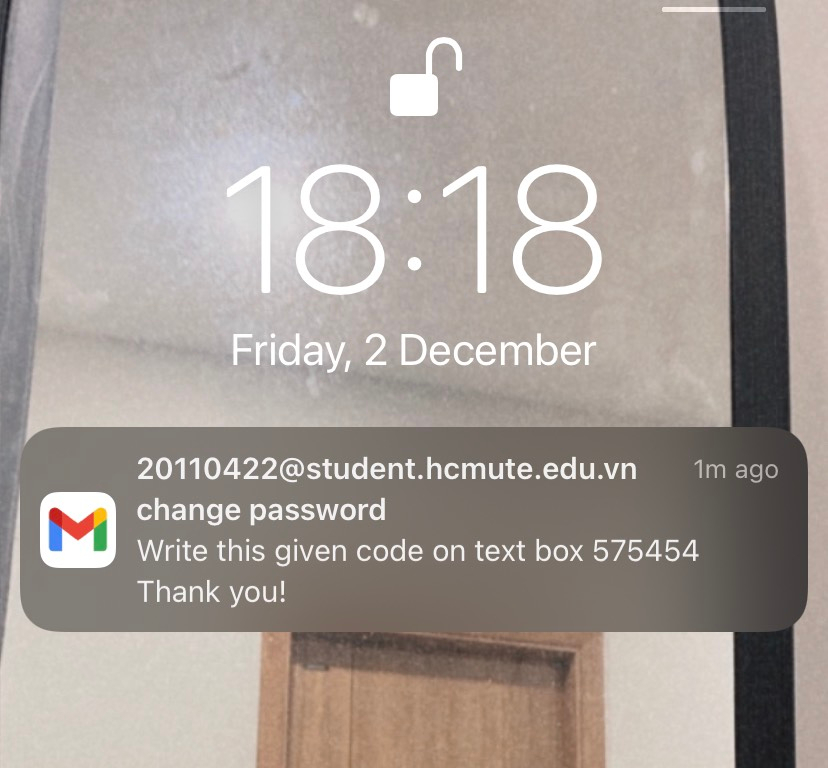 18:18
Friday, 2 December
20110422@student.hcmute.edu.vn 1m ago
change password
Write this given code on text box 575454
Thank you!